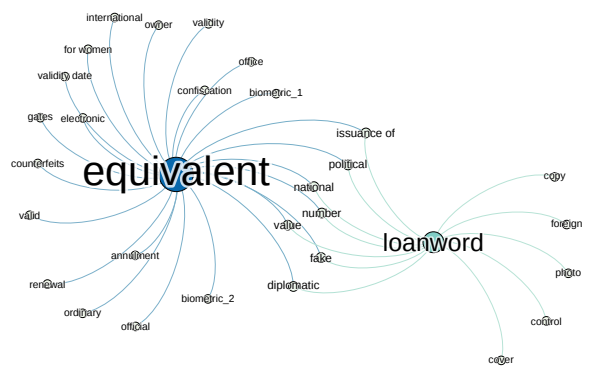 international
owner
validity
for women
office
validity date
confiscation
biometric_1
gates
electronic
issuance of
counterfeits
equivalent
political
copy
national
valid
number
foreign
value
loanword
annulment
fake
photo
renewal
diplomatic
biometric_2
ordinary
official
control
cover